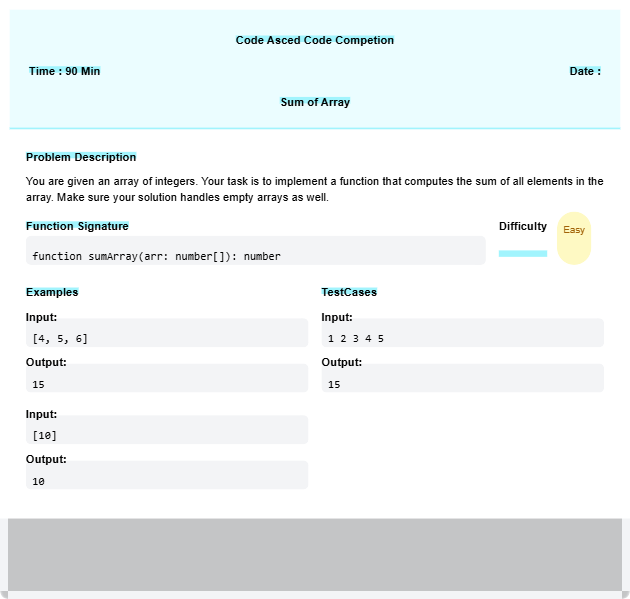 Code Asced Code Competion
Time : 90 Min
Date :
Sum of Array
Problem Description
You are given an array of integers. Your task is to implement a function that computes the sum of all elements in the
array. Make sure your solution handles empty arrays as well.
Function Signature
Difficulty
Easy
function sumArray(arr: number[]): number
Examples
Input:
[4, 5, 6]
Output:
15
Input:
[10]
Output:
10
TestCases
Input:
1 2 3 4 5
Output:
15